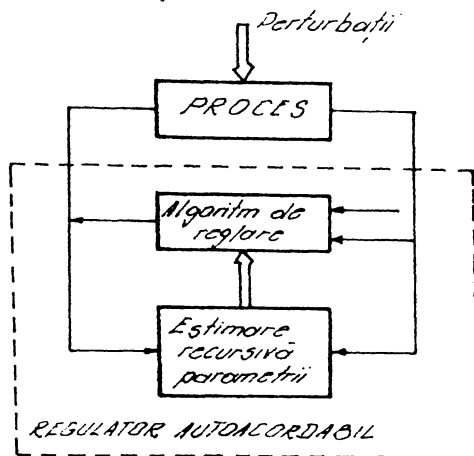 Perturbații
PROCES
Algoritm de
reglare
Estimare
recursivă
parametrii
REGULATOR AUTOACORDABIL